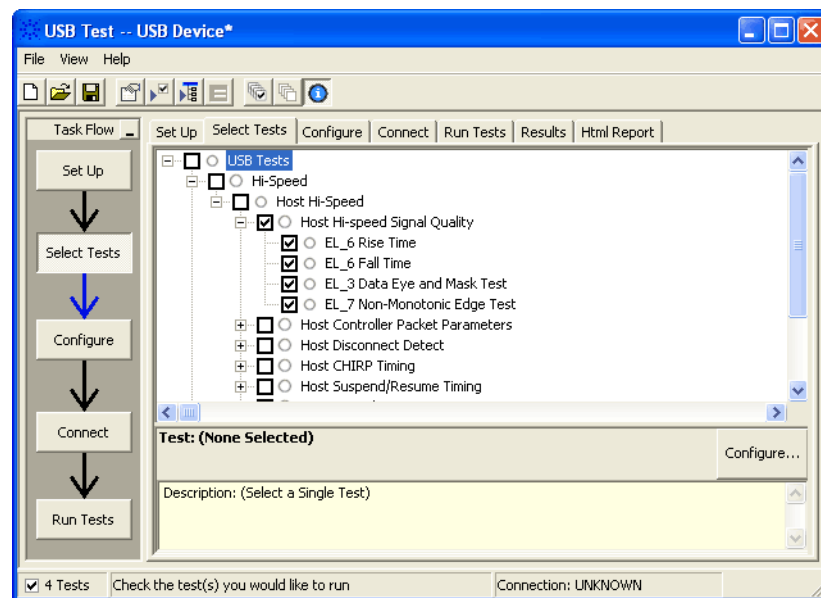 USB Test -- USB Device*
File View Help
Task Flow
Set Up
Select Tests
Configure
Connect
Run Tests
Set Up Select Tests Configure Connect Run Tests Results Html Report
USB Tests
Hi-Speed
Host Hi-Speed
Host Hi-speed Signal Quality
EL_6 Rise Time
EL_6 Fall Time
EL_3 Data Eye and Mask Test
EL_7 Non-Monotonic Edge Test
Host Controller Packet Parameters
Host Disconnect Detect
Host CHIRP Timing
Host Suspend/Resume Timing
Test: (None Selected)
Configure...
Description: (Select a Single Test)
4 Tests Check the test(s) you would like to run Connection: UNKNOWN